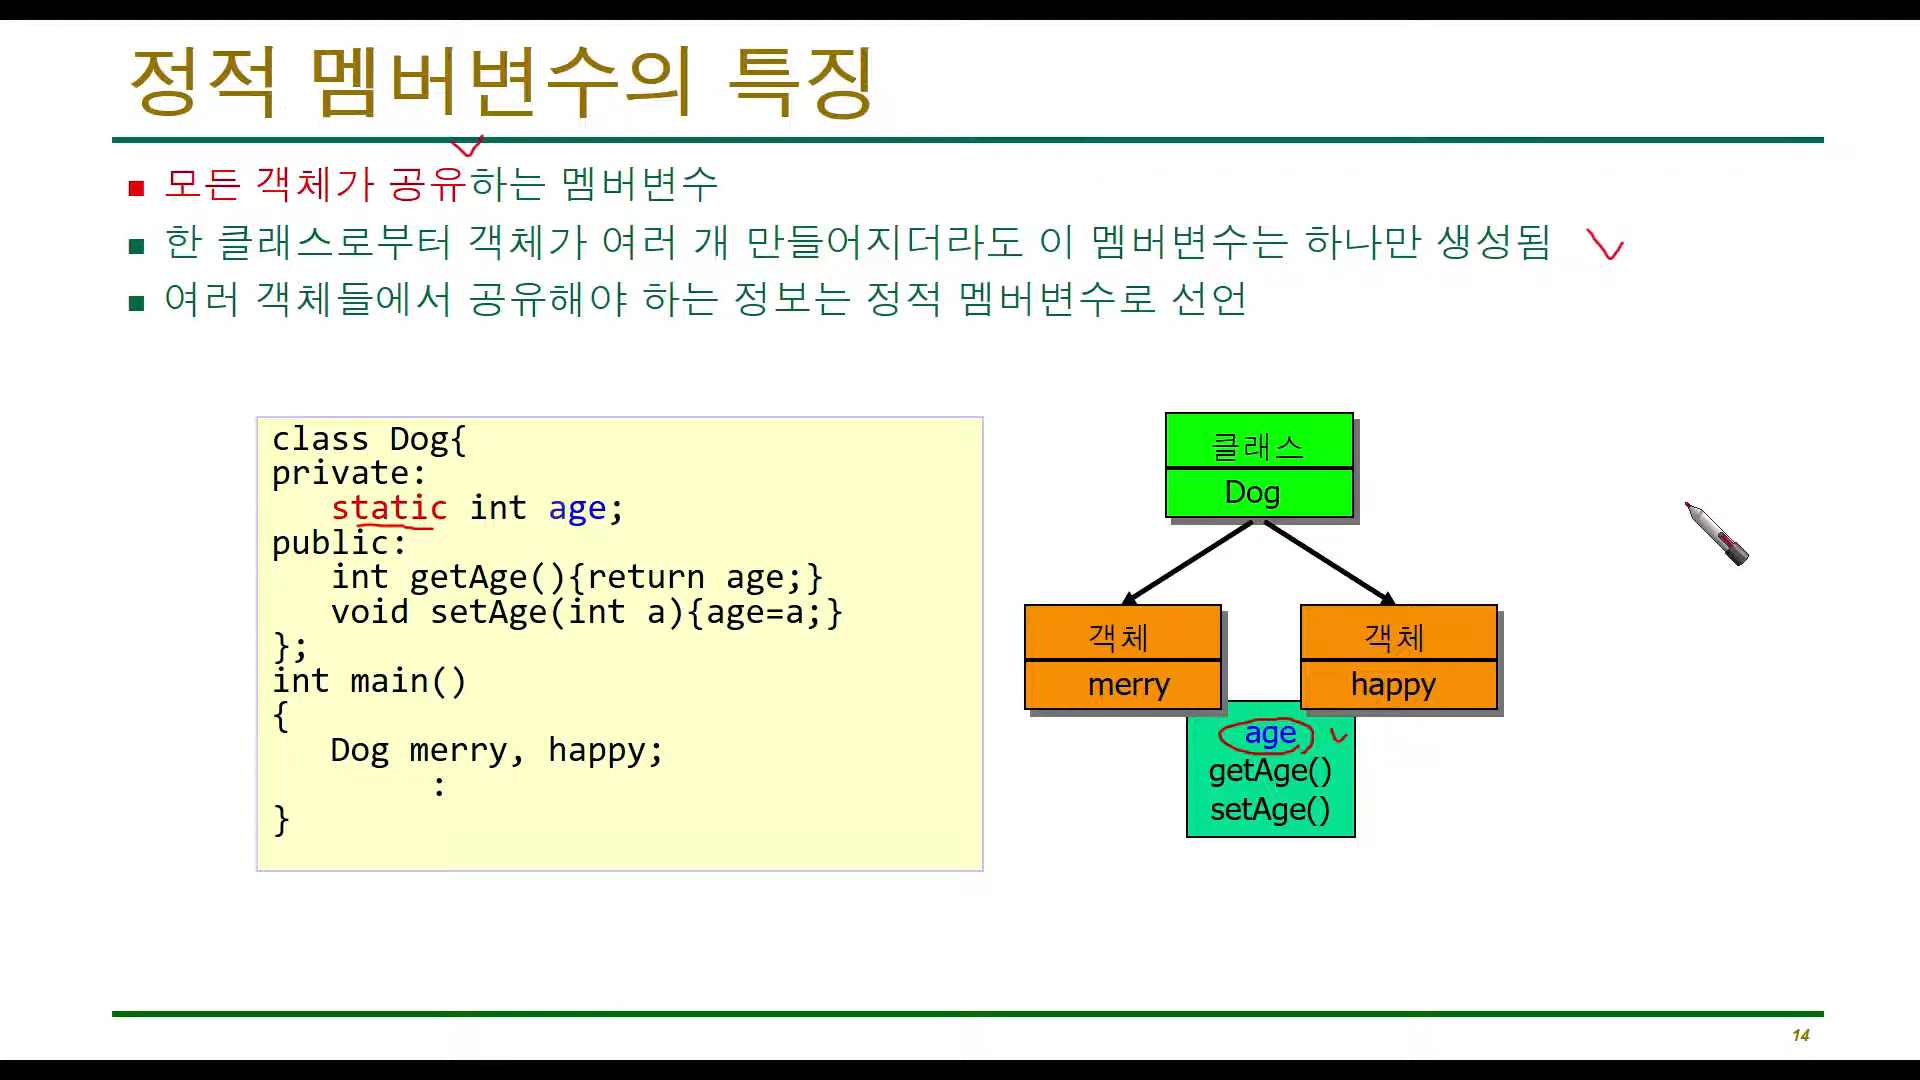 정적 멤버변수의 특징
모든 객체가 공유하는 멤버변수
한 클래스로부터 객체가 여러 개 만들어지더라도 이 멤버변수는 하나만 생성됨
여러 객체들에서 공유해야 하는 정보는 정적 멤버변수로 선언
class Dog{
private:
static int age;
public:
int getAge(){return age;}
void setAge(int a){age=a;}
};
int main()
{
Dog merry, happy;
:
}
클래스
Dog
객체
merry
객체
happy
age
getAge()
setAge()
14